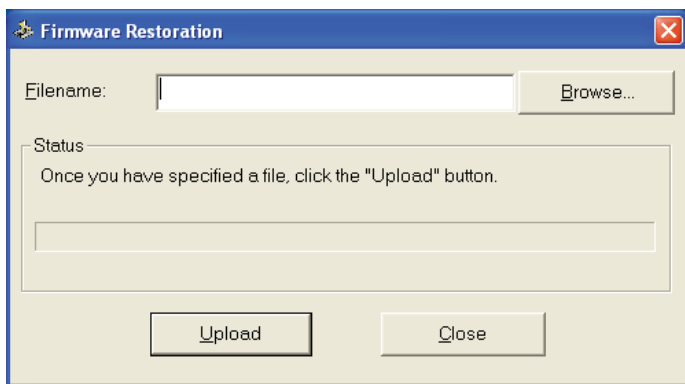 Firmware Restoration
Filename:
Browse...
Status
Once you have specified a file, click the "Upload" button.
Upload
Close